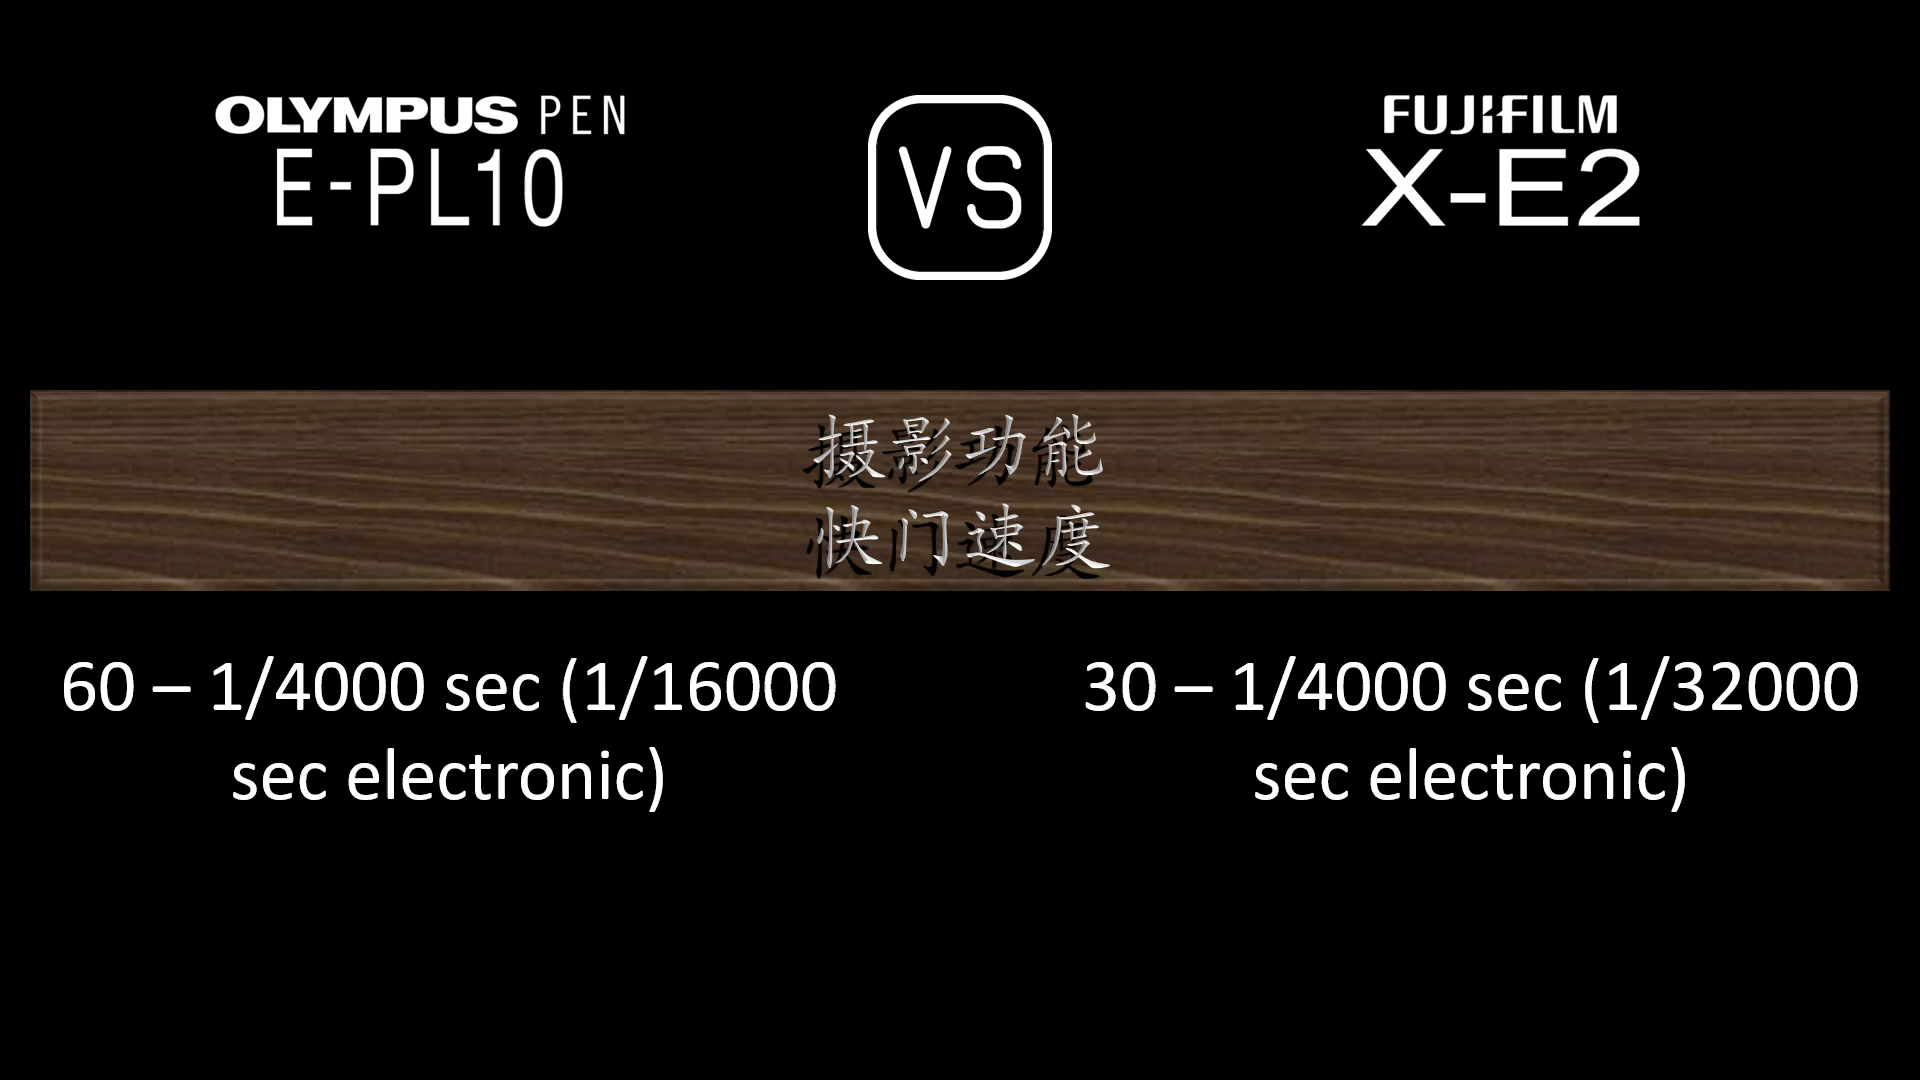 OLYMPUS PEN
E-PL10
VS
FUJIFILM
X-E2
摄影功能
快门速度
60 – 1/4000 sec (1/16000
sec electronic)
30 – 1/4000 sec (1/32000
sec electronic)